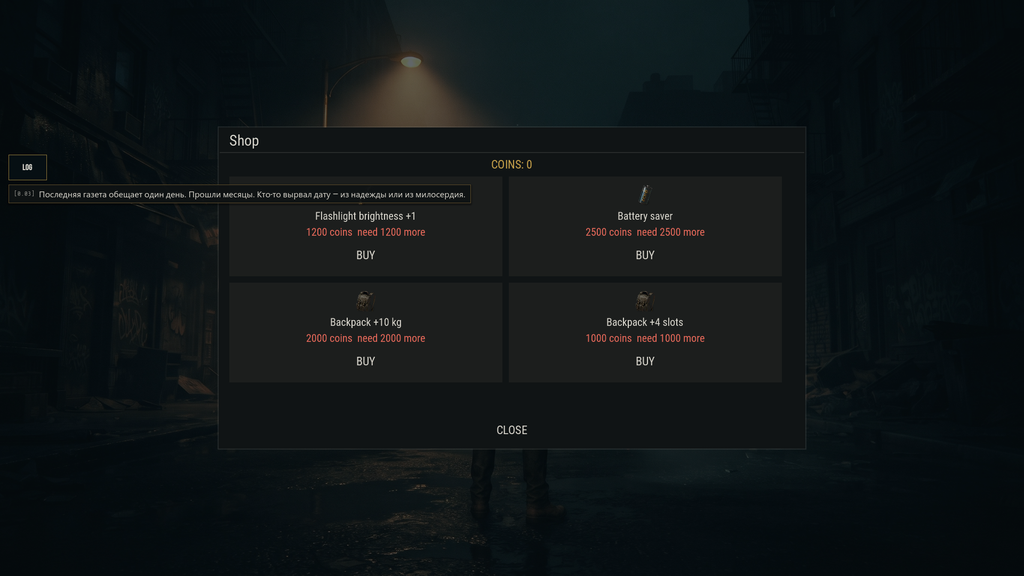 Shop
COINS: 0
LOG
[0.03] Последняя газета обещает один день. Прошли месяцы. Кто-то вырвал дату — из надежды или из милосердия.
Flashlight brightness +1
1200 coins need 1200 more
BUY
Battery saver
2500 coins need 2500 more
BUY
Backpack +10 kg
2000 coins need 2000 more
BUY
Backpack +4 slots
1000 coins need 1000 more
BUY
CLOSE